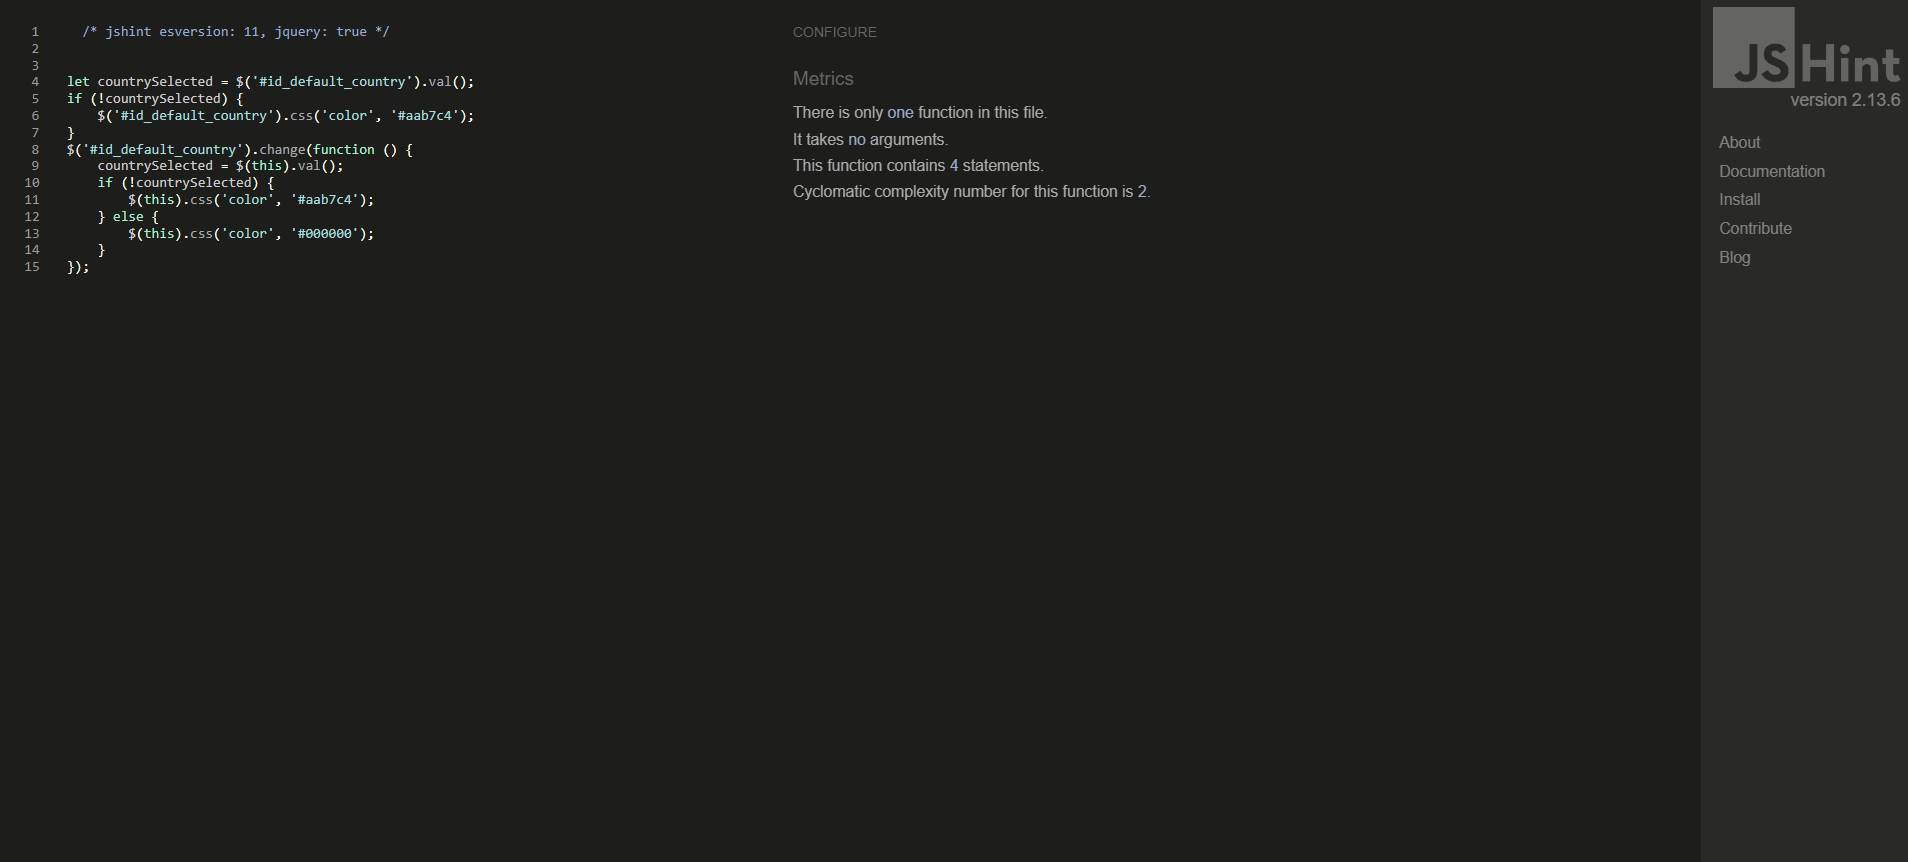 1 /* jshint esversion: 11, jquery: true */
2
3
4 let countrySelected = $('#id_default_country').val();
5 if (!countrySelected) {
6 $('#id_default_country').css('color', '#aab7c4');
7 }
8 $('#id_default_country').change(function () {
9 countrySelected = $(this).val();
10 if (!countrySelected) {
11 $(this).css('color', '#aab7c4');
12 } else {
13 $(this).css('color', '#000000');
14 }
15 });
CONFIGURE
Metrics
There is only one function in this file.
It takes no arguments.
This function contains 4 statements.
Cyclomatic complexity number for this function is 2.
JSHint
version 2.13.6
About
Documentation
Install
Contribute
Blog